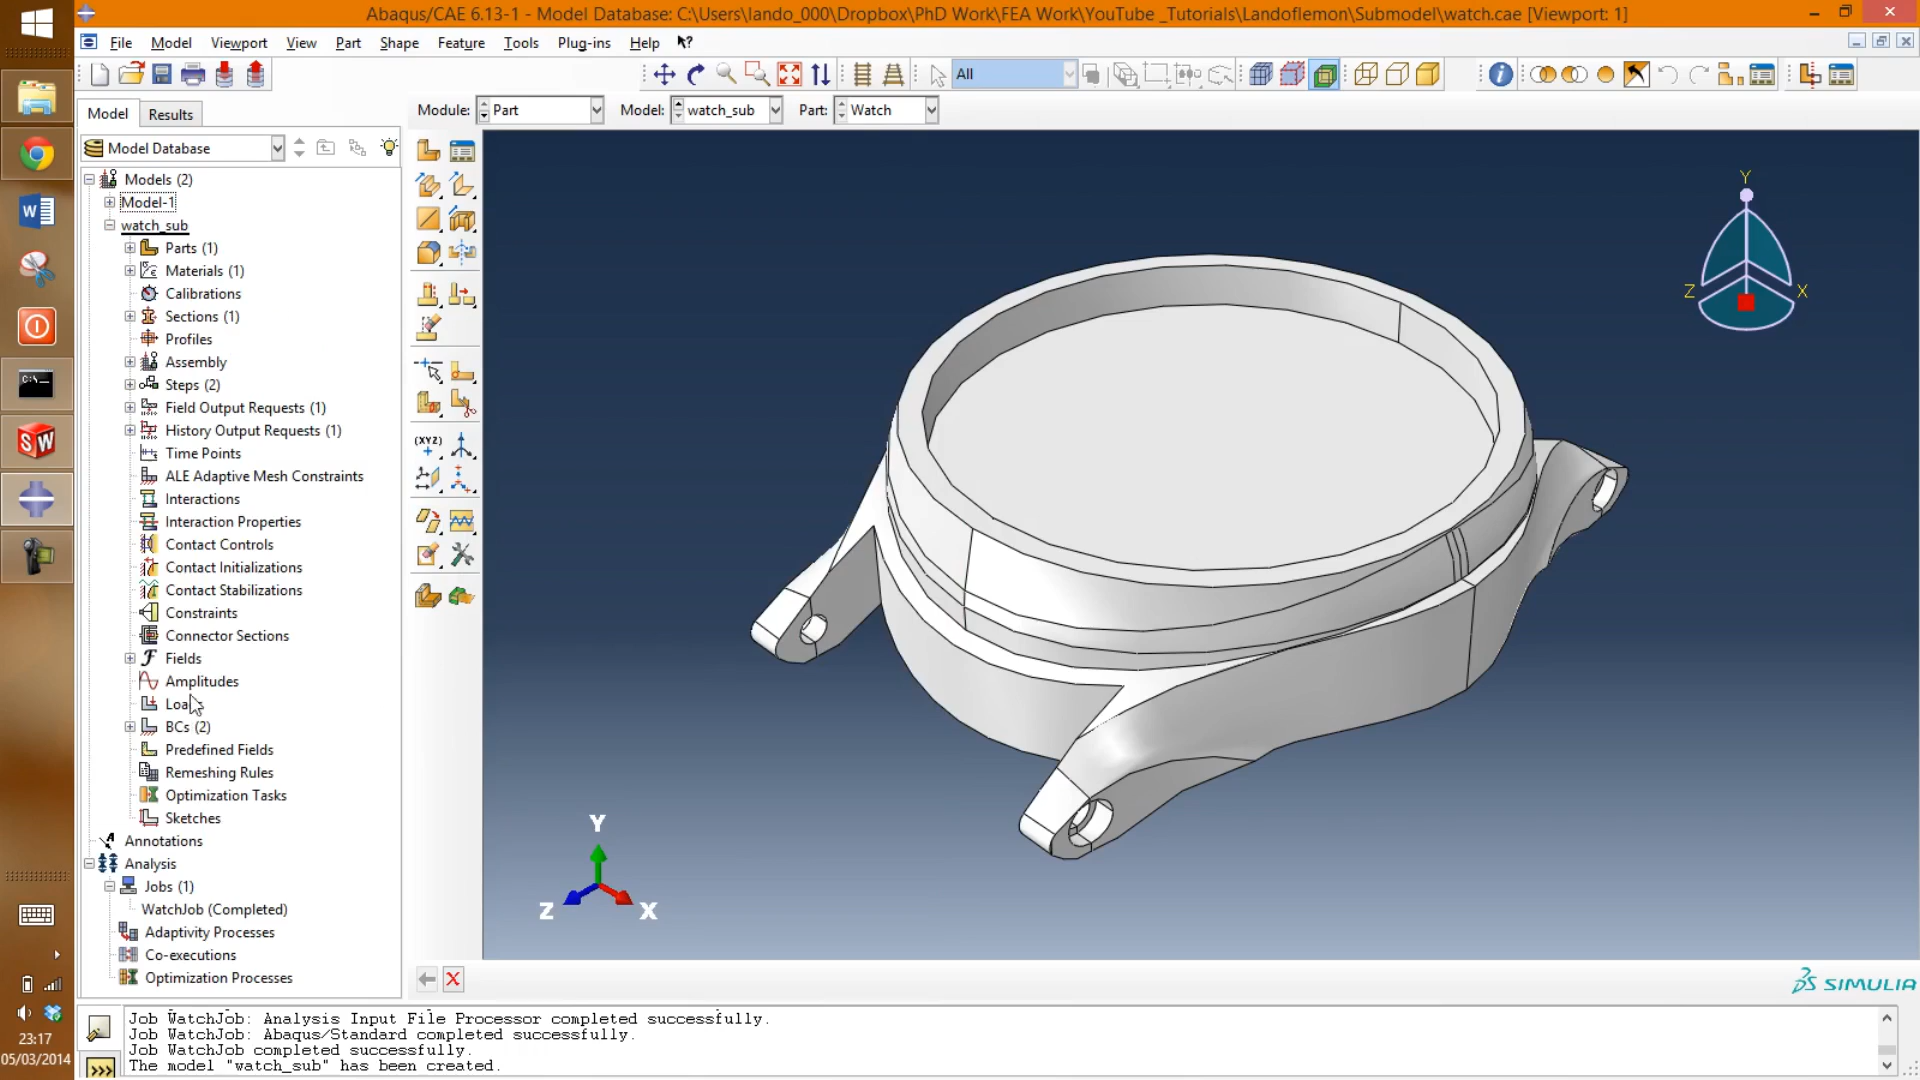 Abaqus/CAE 6.13-1 - Model Database: C:\Users\lando_000\Dropbox\PhD Work\FEA Work\YouTube _Tutorials\Landoflemon\Submodel\watch.cae [Viewport: 1]
File Model Viewport View Part Shape Feature Tools Plug-ins Help
All
Model Results
Module: Part Model: watch_sub Part: Watch
Model Database
Models (2)
Model-1
watch_sub
Parts (1)
Materials (1)
Calibrations
Sections (1)
Profiles
Assembly
Steps (2)
Field Output Requests (1)
History Output Requests (1)
Time Points
ALE Adaptive Mesh Constraints
Interactions
Interaction Properties
Contact Controls
Contact Initializations
Contact Stabilizations
Constraints
Connector Sections
Fields
Amplitudes
BCs (2)
Predefined Fields
Remeshing Rules
Optimization Tasks
Sketches
Annotations
Analysis
Jobs (1)
WatchJob (Completed)
Adaptivity Processes
Co-executions
Optimization Processes
(XYZ)
Y
Z
X
Y
Z
X
SIMULIA
Job WatchJob: Analysis Input File Processor completed successfully.
Job WatchJob: Abaqus/Standard completed successfully.
Job WatchJob completed successfully.
The model "watch_sub" has been created.
>>>
W
C:\
SW
23:17
05/03/2014